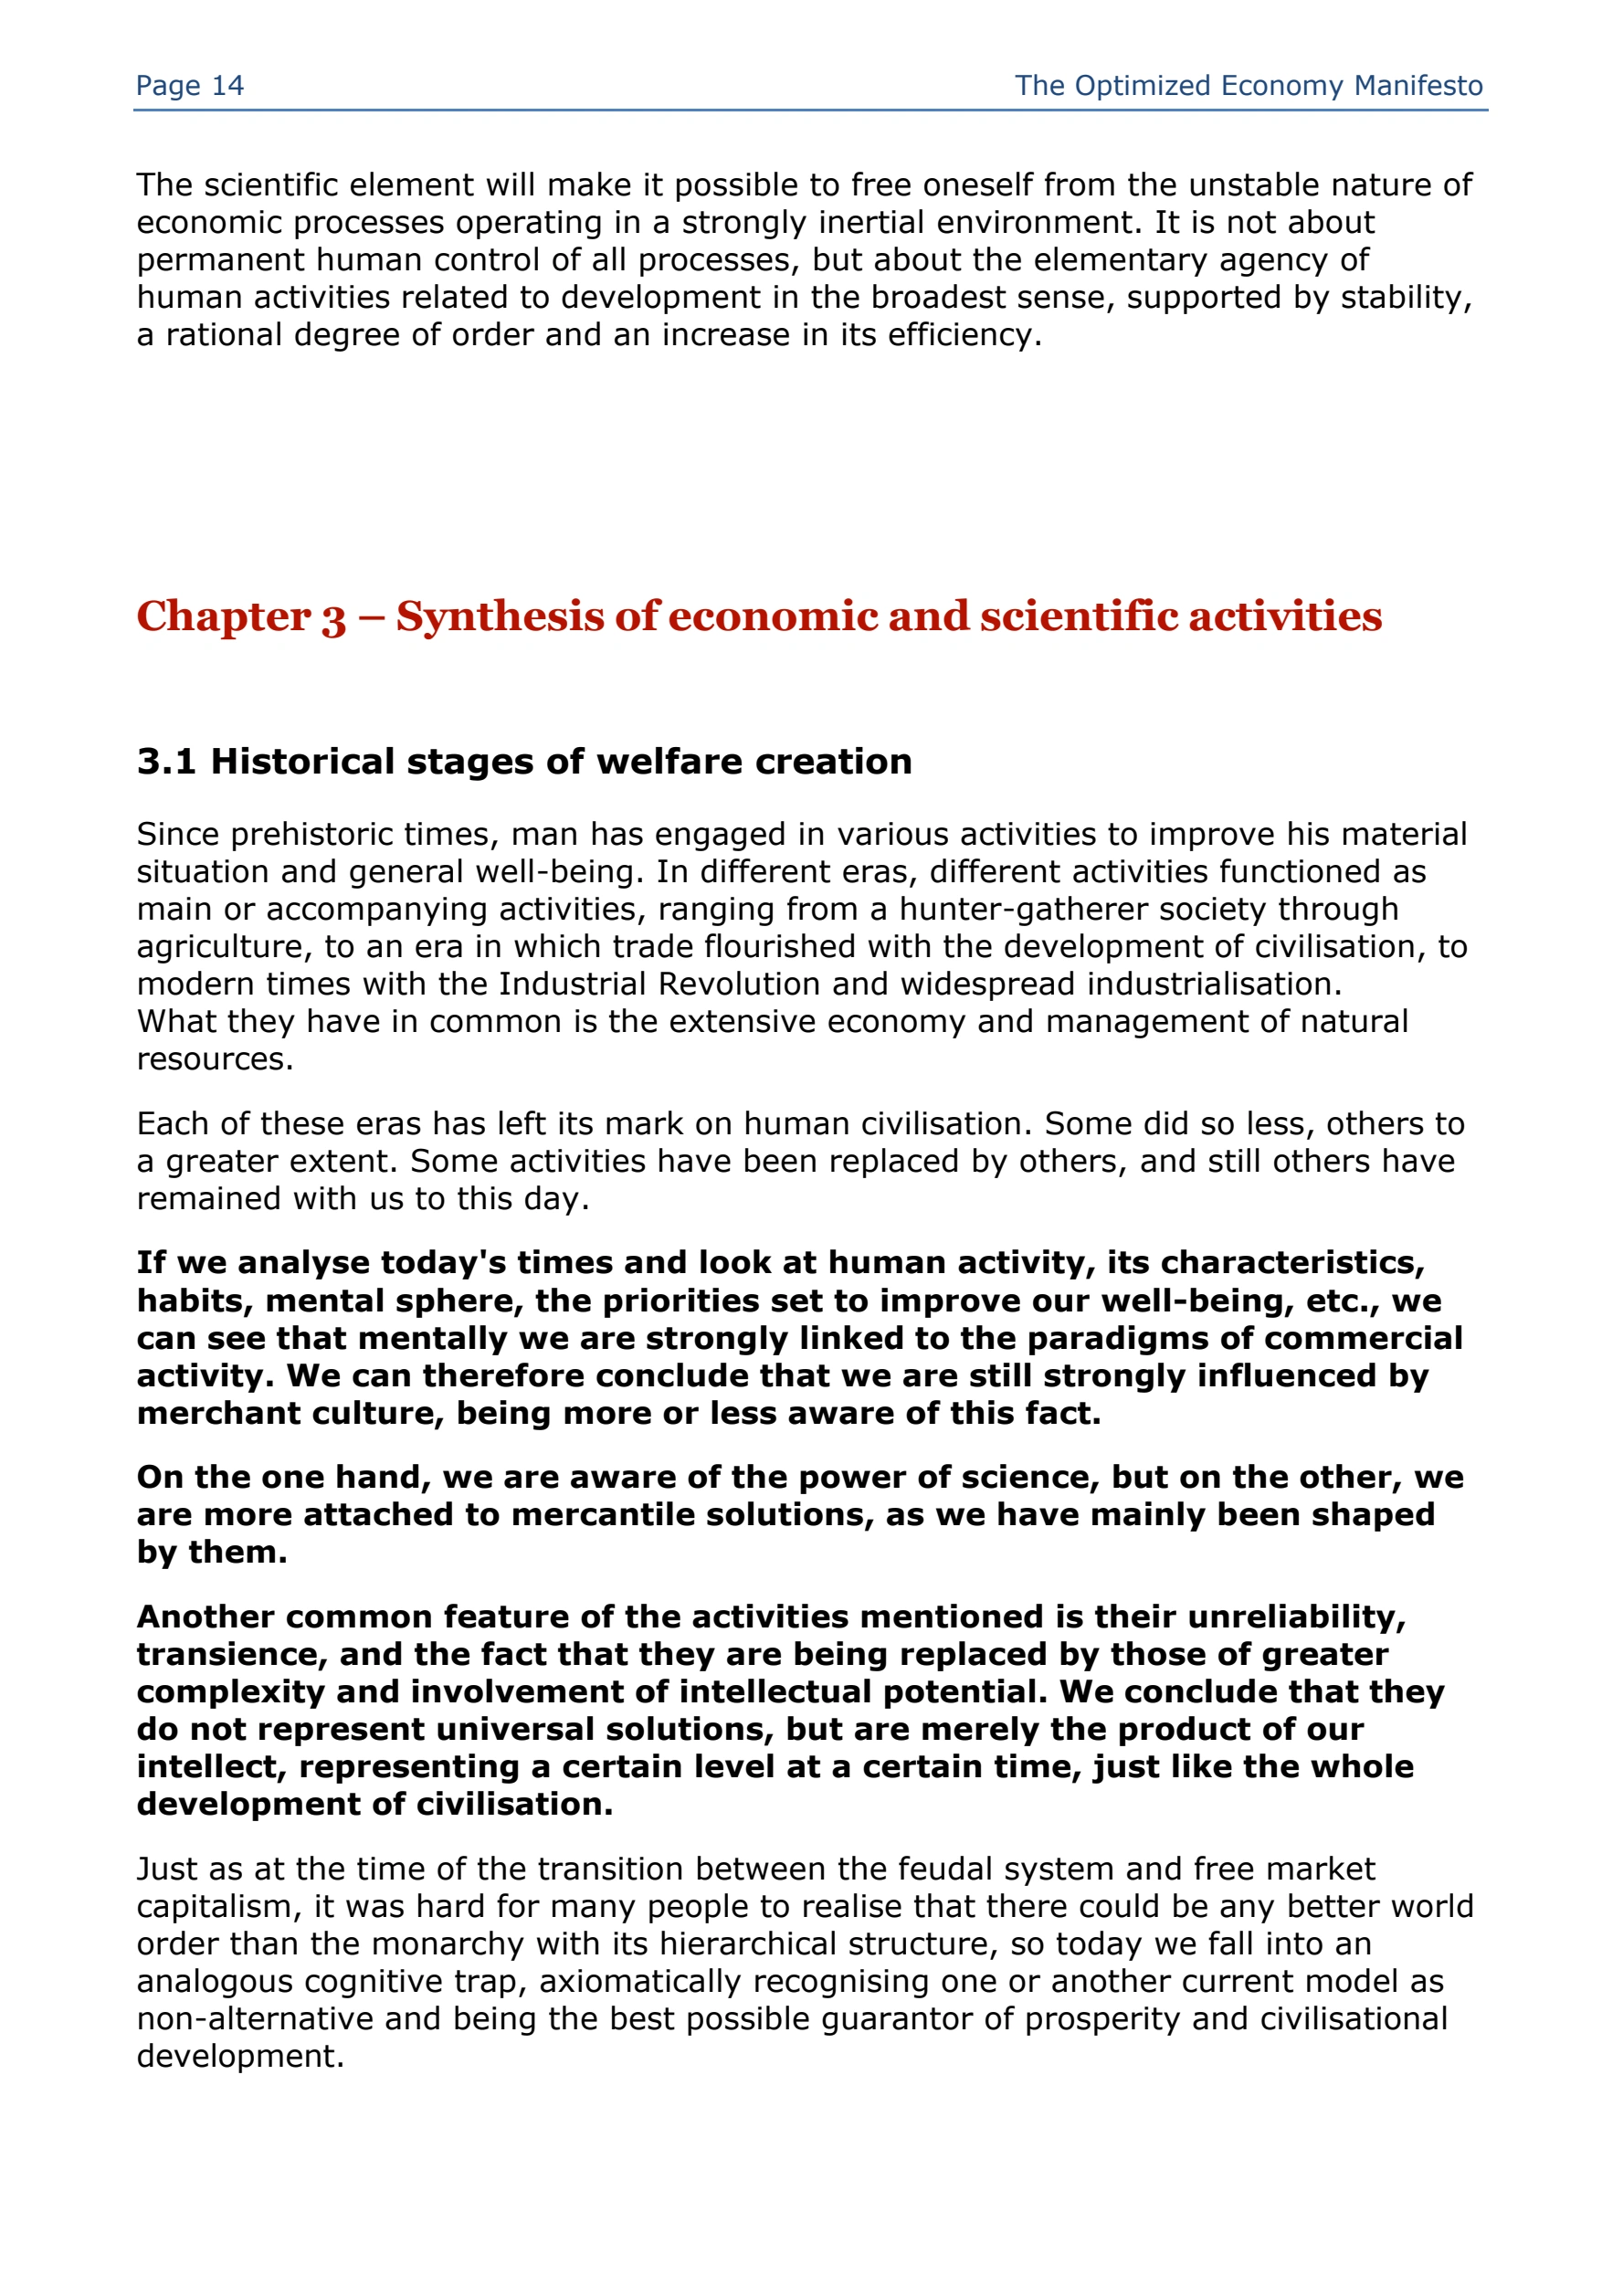 Page 14 The Optimized Economy Manifesto
The scientific element will make it possible to free oneself from the unstable nature of
economic processes operating in a strongly inertial environment. It is not about
permanent human control of all processes, but about the elementary agency of
human activities related to development in the broadest sense, supported by stability,
a rational degree of order and an increase in its efficiency.
Chapter 3 – Synthesis of economic and scientific activities
3.1 Historical stages of welfare creation
Since prehistoric times, man has engaged in various activities to improve his material
situation and general well-being. In different eras, different activities functioned as
main or accompanying activities, ranging from a hunter-gatherer society through
agriculture, to an era in which trade flourished with the development of civilisation, to
modern times with the Industrial Revolution and widespread industrialisation.
What they have in common is the extensive economy and management of natural
resources.
Each of these eras has left its mark on human civilisation. Some did so less, others to
a greater extent. Some activities have been replaced by others, and still others have
remained with us to this day.
If we analyse today's times and look at human activity, its characteristics,
habits, mental sphere, the priorities set to improve our well-being, etc., we
can see that mentally we are strongly linked to the paradigms of commercial
activity. We can therefore conclude that we are still strongly influenced by
merchant culture, being more or less aware of this fact.
On the one hand, we are aware of the power of science, but on the other, we
are more attached to mercantile solutions, as we have mainly been shaped
by them.
Another common feature of the activities mentioned is their unreliability,
transience, and the fact that they are being replaced by those of greater
complexity and involvement of intellectual potential. We conclude that they
do not represent universal solutions, but are merely the product of our
intellect, representing a certain level at a certain time, just like the whole
development of civilisation.
Just as at the time of the transition between the feudal system and free market
capitalism, it was hard for many people to realise that there could be any better world
order than the monarchy with its hierarchical structure, so today we fall into an
analogous cognitive trap, axiomatically recognising one or another current model as
non-alternative and being the best possible guarantor of prosperity and civilisational
development.